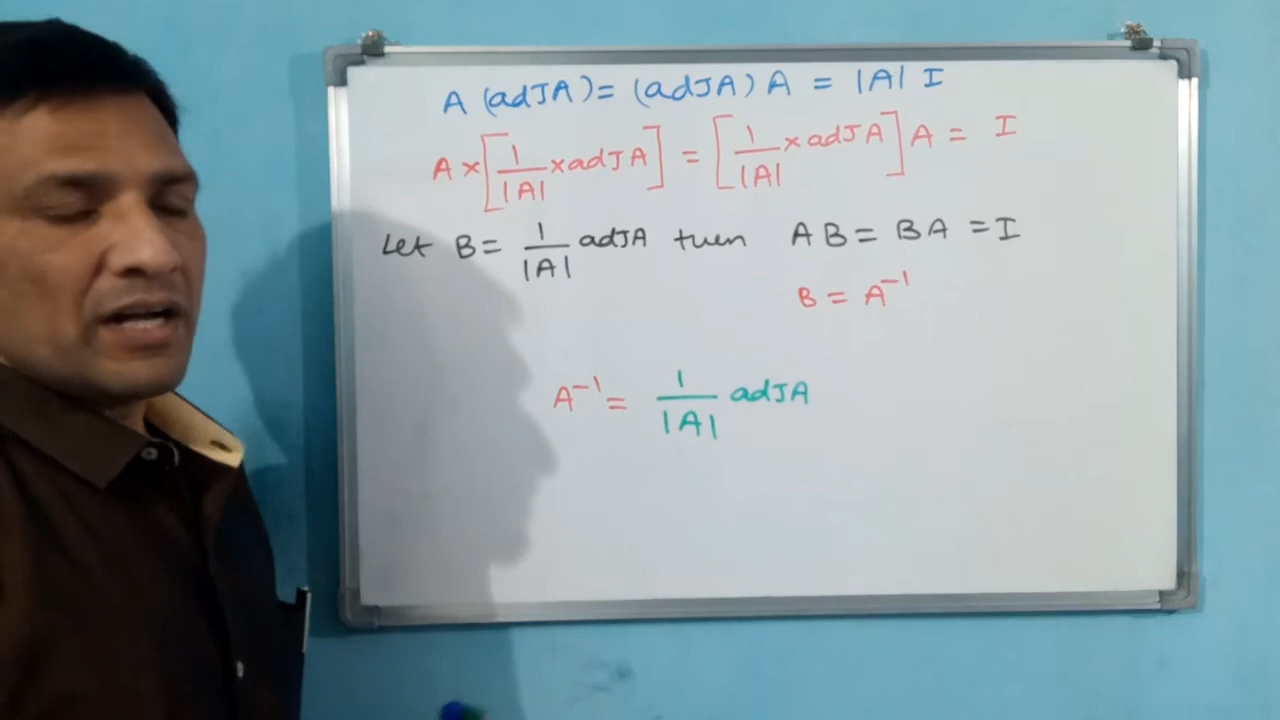 A (adJA) = (adJA) A = |A| I
A × [1/|A| × adJA] = [1/|A| × adJA] A = I
Let B = 1/|A| adJA then AB = BA = I
B = A⁻¹
A⁻¹ = 1/|A| adJA